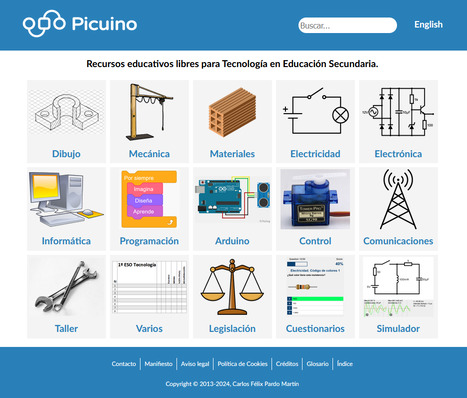 Picuino
Buscar...
English
Recursos educativos libres para Tecnología en Educación Secundaria.
Dibujo
Mecánica
Materiales
Electricidad
Electrónica
Por siempre
Imagina
Diseña
Aprende
Informática
Programación
Arduino
Control
Comunicaciones
1º ESO Tecnología
40%
Electricidad. Código de colores 1
Taller
Varios
Legislación
Cuestionarios
Simulador
Contacto
Manifiesto
Aviso legal
Política de Cookies
Créditos
Glosario
Índice
Copyright © 2013-2024, Carlos Félix Pardo Martín